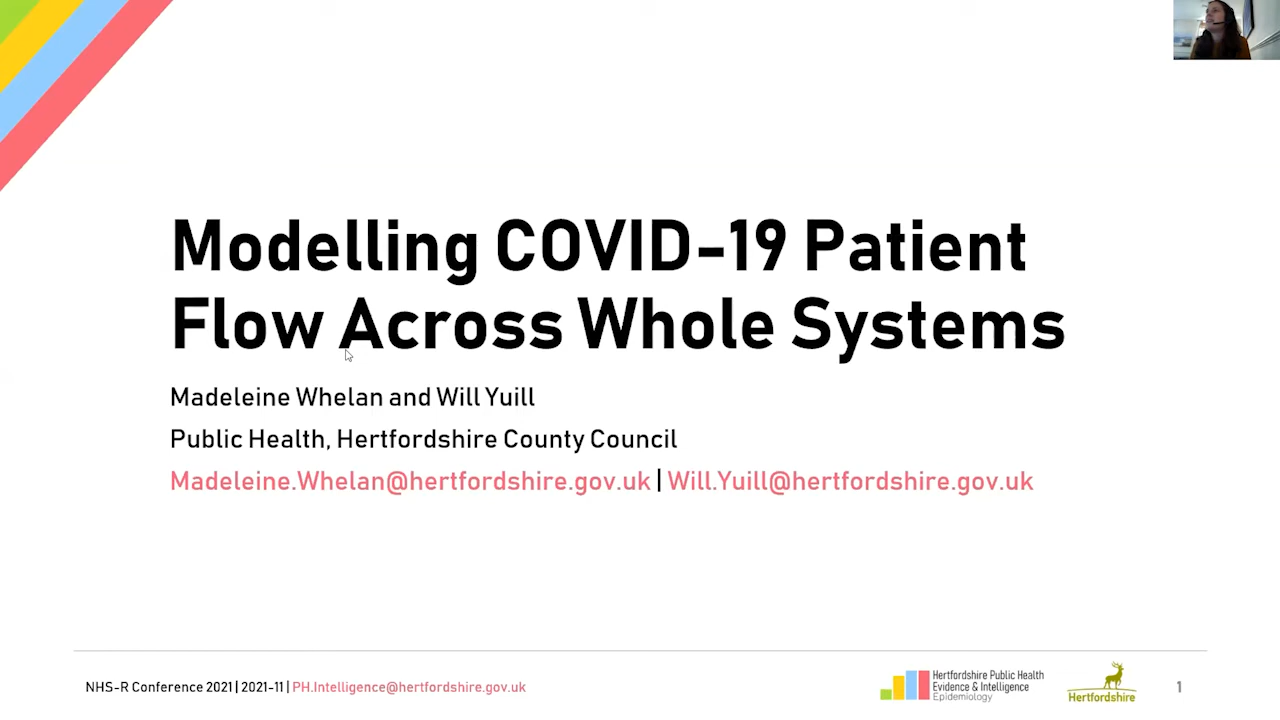 Modelling COVID-19 Patient
Flow Across Whole Systems
Madeleine Whelan and Will Yuill
Public Health, Hertfordshire County Council
Madeleine.Whelan@hertfordshire.gov.uk | Will.Yuill@hertfordshire.gov.uk
NHS-R Conference 2021 | 2021-11 | PH.Intelligence@hertfordshire.gov.uk
Hertfordshire Public Health
Evidence & Intelligence
Epidemiology
Hertfordshire
1